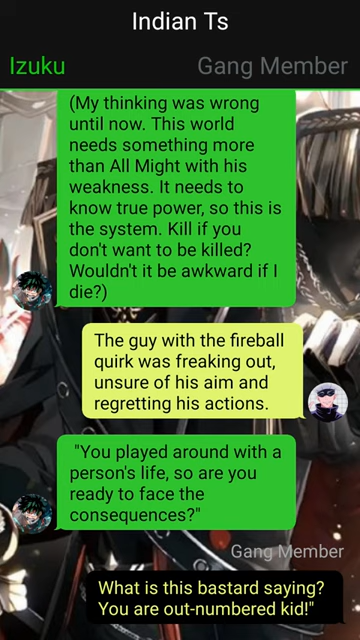 Indian Ts
Izuku
Gang Member
(My thinking was wrong
until now. This world
needs something more
than All Might with his
weakness. It needs to
know true power, so this is
the system. Kill if you
don't want to be killed?
Wouldn't it be awkward if I
die?)
The guy with the fireball
quirk was freaking out,
unsure of his aim and
regretting his actions.
"You played around with a
person's life, so are you
ready to face the
consequences?"
Gang Member
What is this bastard saying?
You are out-numbered kid!"